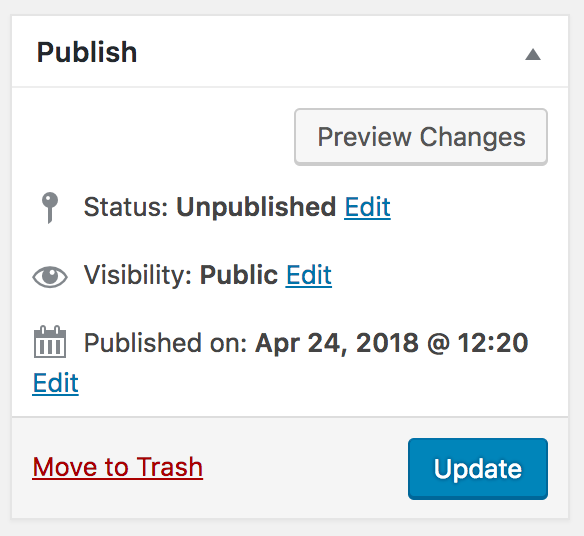 Publish
Preview Changes
Status: Unpublished Edit
Visibility: Public Edit
Published on: Apr 24, 2018 @ 12:20
Edit
Move to Trash
Update